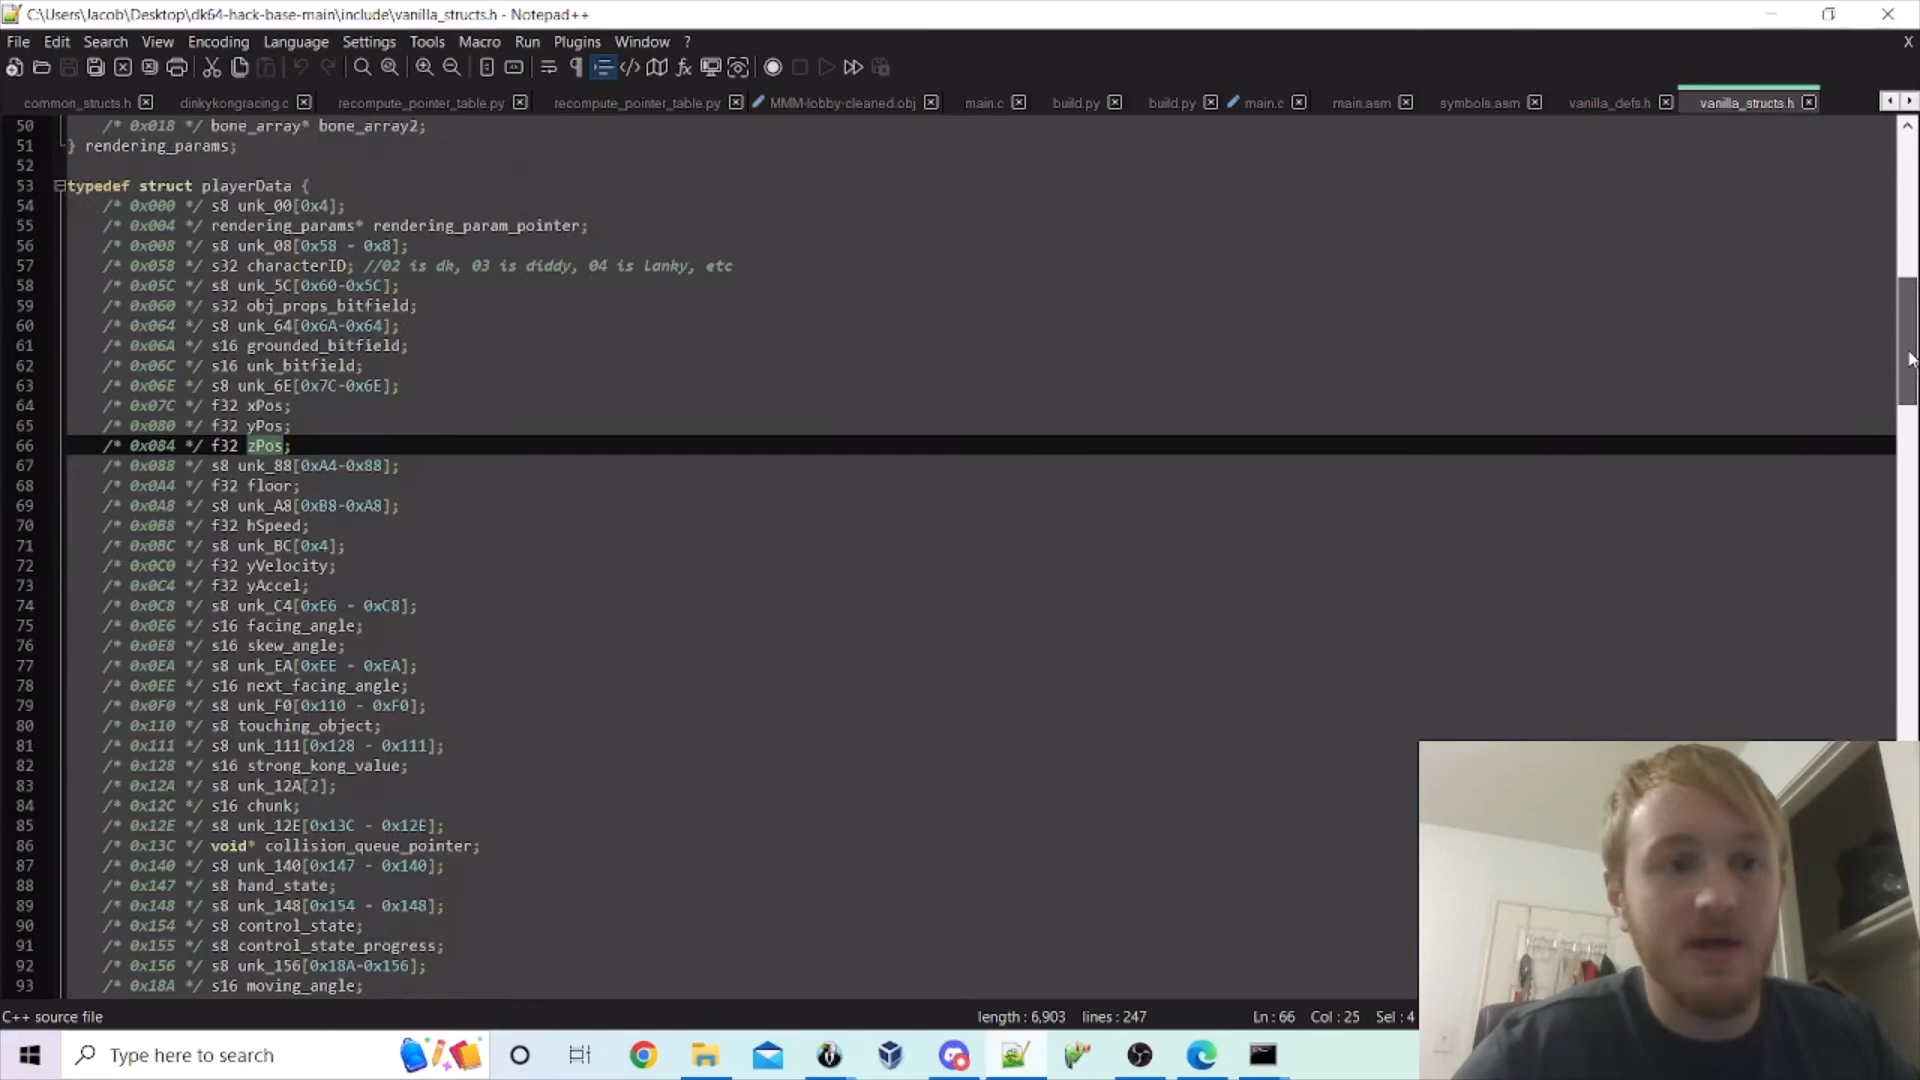 C:\Users\Jacob\Desktop\dk64-hack-base-main\include\vanilla_structs.h - Notepad++
File Edit Search View Encoding Language Settings Tools Macro Run Plugins Window ? X
common_structs.h dinkykongracing.c recompute_pointer_table.py recompute_pointer_table.py MMM-lobby-cleaned.obj main.c build.py build.py main.c main.asm symbols.asm vanilla_defs.h vanilla_structs.h
50 /* 0x018 */ bone_array* bone_array2;
51 } rendering_params;
52
53 typedef struct playerData {
54 /* 0x000 */ s8 unk_00[0x4];
55 /* 0x004 */ rendering_params* rendering_param_pointer;
56 /* 0x008 */ s8 unk_08[0x58 - 0x8];
57 /* 0x058 */ s32 characterID; //02 is dk, 03 is diddy, 04 is lanky, etc
58 /* 0x05C */ s8 unk_5C[0x60-0x5C];
59 /* 0x060 */ s32 obj_props_bitfield;
60 /* 0x064 */ s8 unk_64[0x6A-0x64];
61 /* 0x06A */ s16 grounded_bitfield;
62 /* 0x06C */ s16 unk_bitfield;
63 /* 0x06E */ s8 unk_6E[0x7C-0x6E];
64 /* 0x07C */ f32 xPos;
65 /* 0x080 */ f32 yPos;
66 /* 0x084 */ f32 zPos;
67 /* 0x088 */ s8 unk_88[0xA4-0x88];
68 /* 0x0A4 */ f32 floor;
69 /* 0x0A8 */ s8 unk_A8[0xB8-0xA8];
70 /* 0x0B8 */ f32 hSpeed;
71 /* 0x0BC */ s8 unk_BC[0x4];
72 /* 0x0C0 */ f32 yVelocity;
73 /* 0x0C4 */ f32 yAccel;
74 /* 0x0C8 */ s8 unk_C4[0xE6 - 0xC8];
75 /* 0x0E6 */ s16 facing_angle;
76 /* 0x0E8 */ s16 skew_angle;
77 /* 0x0EA */ s8 unk_EA[0xEE - 0xEA];
78 /* 0x0EE */ s16 next_facing_angle;
79 /* 0x0F0 */ s8 unk_F0[0x110 - 0xF0];
80 /* 0x110 */ s8 touching_object;
81 /* 0x111 */ s8 unk_111[0x128 - 0x111];
82 /* 0x128 */ s16 strong_kong_value;
83 /* 0x12A */ s8 unk_12A[2];
84 /* 0x12C */ s16 chunk;
85 /* 0x12E */ s8 unk_12E[0x13C - 0x12E];
86 /* 0x13C */ void* collision_queue_pointer;
87 /* 0x140 */ s8 unk_140[0x147 - 0x140];
88 /* 0x147 */ s8 hand_state;
89 /* 0x148 */ s8 unk_148[0x154 - 0x148];
90 /* 0x154 */ s8 control_state;
91 /* 0x155 */ s8 control_state_progress;
92 /* 0x156 */ s8 unk_156[0x18A-0x156];
93 /* 0x18A */ s16 moving_angle;
C++ source file length : 6,903 lines : 247 Ln : 66 Col : 25 Sel : 4
Type here to search